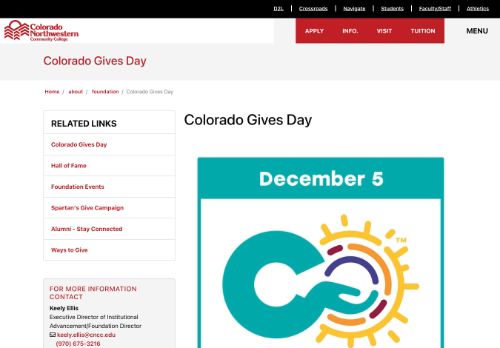 D2L | Crossroads | Navigate | Students | Faculty/Staff | Athletics
Colorado
Northwestern
Community College
APPLY INFO. VISIT TUITION MENU
Colorado Gives Day
Home / about / foundation / Colorado Gives Day
RELATED LINKS
Colorado Gives Day
Hall of Fame
Foundation Events
Spartan's Give Campaign
Alumni - Stay Connected
Ways to Give
FOR MORE INFORMATION
CONTACT
Keely Ellis
Executive Director of Institutional
Advancement/Foundation Director
keely.ellis@cncc.edu
(970) 675-3216
Colorado Gives Day
December 5
TM